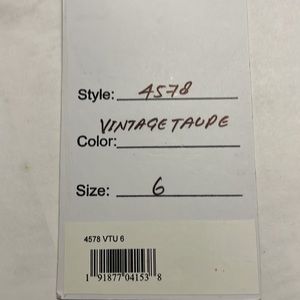 Style: 4578
VINTAGE TAUPE
Color:
Size: 6
4578 VTU 6
1 91877 04153 8